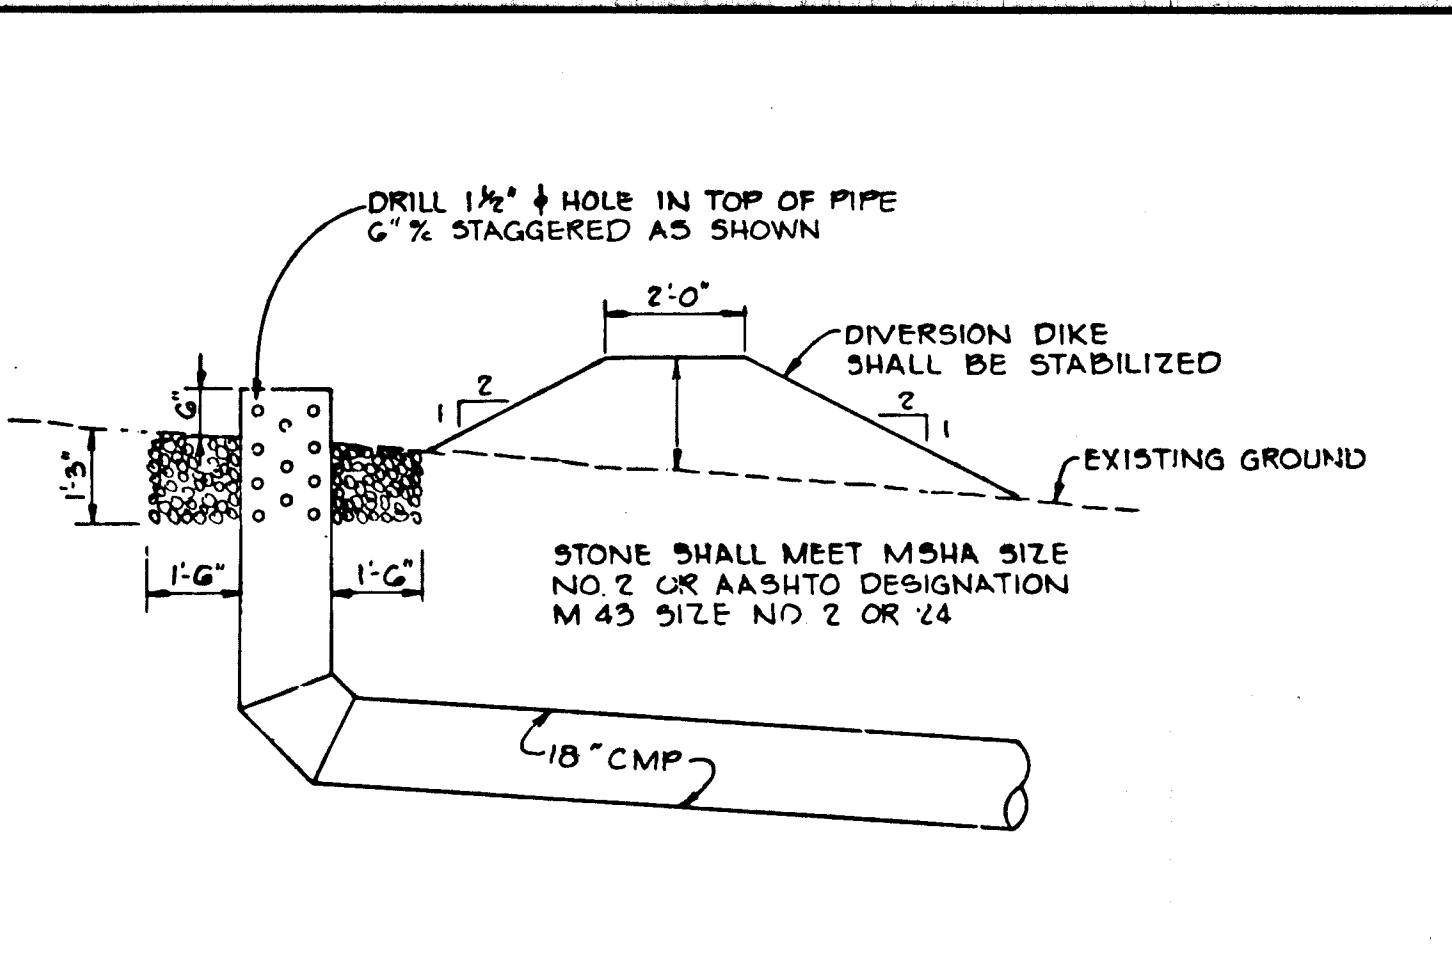 DRILL 1½" ϕ HOLE IN TOP OF PIPE
6" %c STAGGERED AS SHOWN
2'-0"
DIVERSION DIKE
SHALL BE STABILIZED
6"
2
1
2
1
1'-3"
EXISTING GROUND
STONE SHALL MEET MSHA SIZE
NO. 2 OR AASHTO DESIGNATION
M 43 SIZE NO. 2 OR 24
1'-6"
1'-6"
18" CMP